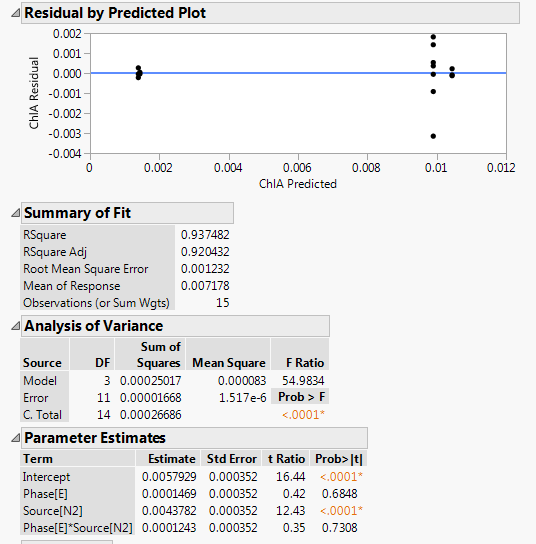 Residual by Predicted Plot
0.002
0.001
0.000
-0.001
-0.002
-0.003
-0.004
ChlA Residual
0 0.002 0.004 0.006 0.008 0.01 0.012
ChlA Predicted
Summary of Fit
RSquare 0.937482
RSquare Adj 0.920432
Root Mean Square Error 0.001232
Mean of Response 0.007178
Observations (or Sum Wgts) 15
Analysis of Variance
Sum of
Source DF Squares Mean Square F Ratio
Model 3 0.00025017 0.000083 54.9834
Error 11 0.00001668 1.517e-6 Prob > F
C. Total 14 0.00026686 <.0001*
Parameter Estimates
Term Estimate Std Error t Ratio Prob>|t|
Intercept 0.0057929 0.000352 16.44 <.0001*
Phase[E] 0.0001469 0.000352 0.42 0.6848
Source[N2] 0.0043782 0.000352 12.43 <.0001*
Phase[E]*Source[N2] 0.0001243 0.000352 0.35 0.7308